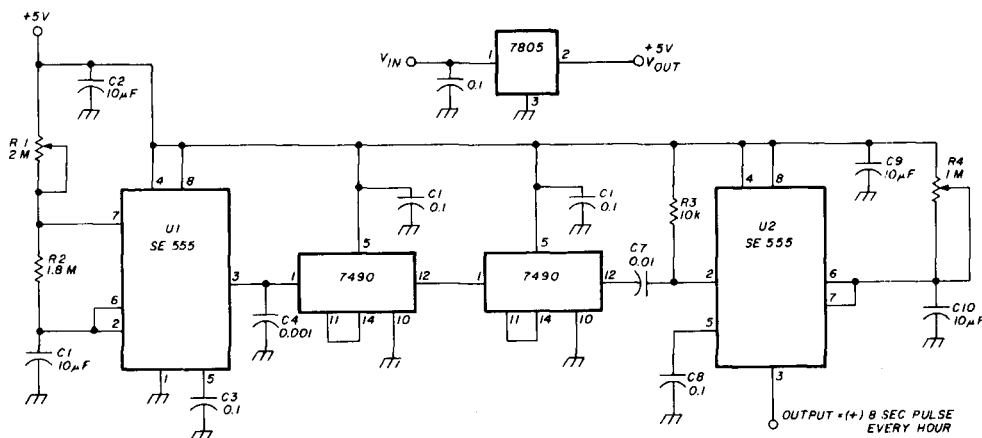 +5V
C2
10µF
R1
2M
7
R2
1.8M
6
2
C1
10µF
4
8
U1
SE 555
3
1
5
C3
0.1
C4
0.001
VIN
0.1
1
7805
2
3
+5V
VOUT
C1
0.1
5
1
7490
12
11
14
10
C1
0.1
5
1
7490
12
11
14
10
C7
0.01
R3
10k
4
8
U2
SE 555
2
5
6
7
3
C8
0.1
C9
10µF
R4
1M
C10
10µF
OUTPUT = (+) 8 SEC PULSE
EVERY HOUR